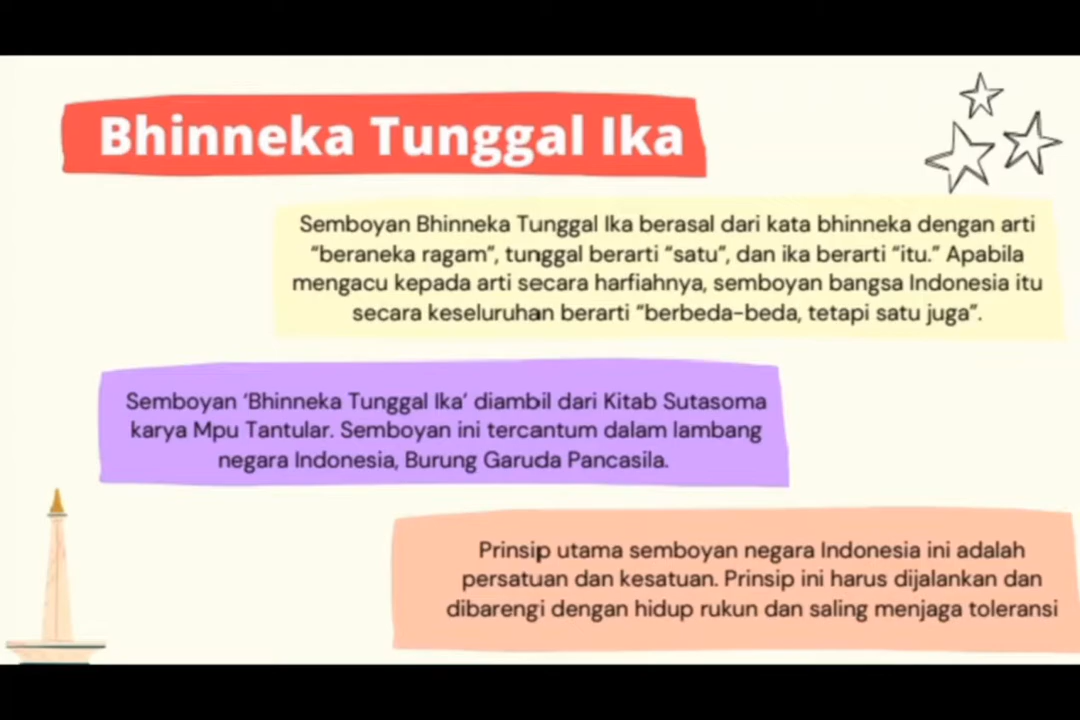 Bhinneka Tunggal Ika
Semboyan Bhinneka Tunggal Ika berasal dari kata bhinneka dengan arti
“beraneka ragam”, tunggal berarti “satu”, dan ika berarti “itu.” Apabila
mengacu kepada arti secara harfiahnya, semboyan bangsa Indonesia itu
secara keseluruhan berarti “berbeda-beda, tetapi satu juga”.
Semboyan ‘Bhinneka Tunggal Ika’ diambil dari Kitab Sutasoma
karya Mpu Tantular. Semboyan ini tercantum dalam lambang
negara Indonesia, Burung Garuda Pancasila.
Prinsip utama semboyan negara Indonesia ini adalah
persatuan dan kesatuan. Prinsip ini harus dijalankan dan
dibarengi dengan hidup rukun dan saling menjaga toleransi